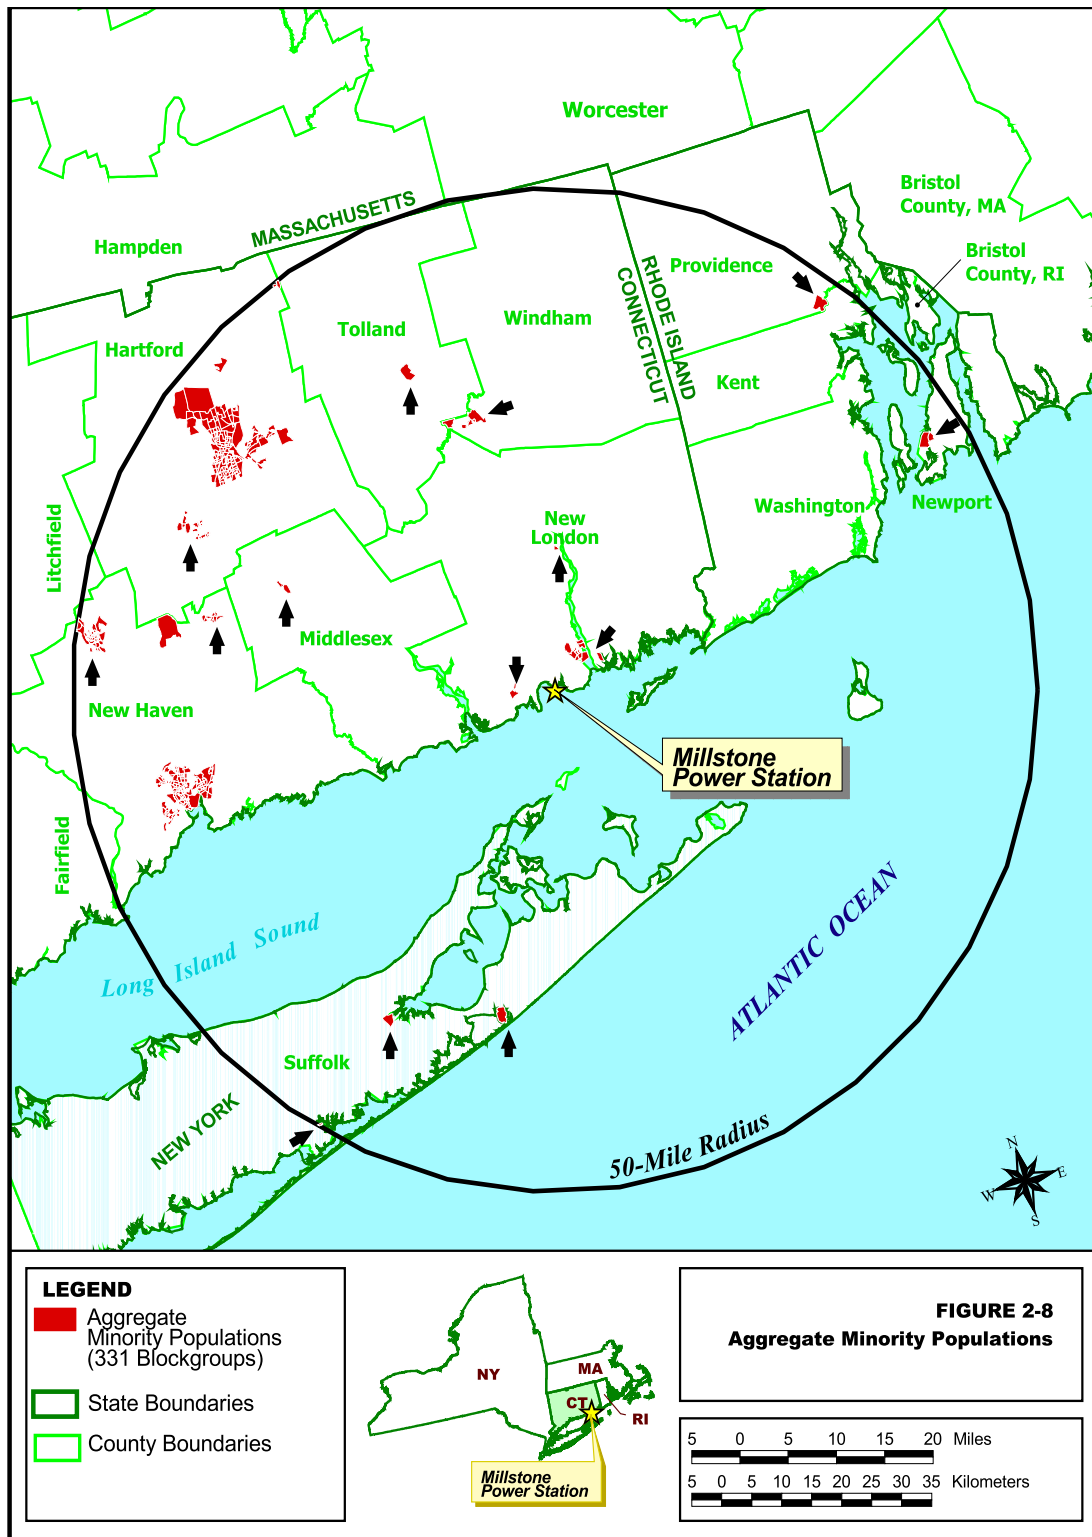 Worcester
Bristol
County, MA
Bristol
County, RI
Hampden
MASSACHUSETTS
Providence
RHODE ISLAND
CONNECTICUT
Hartford
Tolland
Windham
Kent
Litchfield
New
London
Washington
Newport
Middlesex
New Haven
Millstone
Power Station
Fairfield
Long Island Sound
ATLANTIC OCEAN
Suffolk
NEW YORK
50-Mile Radius
N
E
W
S
LEGEND
Aggregate
Minority Populations
(331 Blockgroups)
State Boundaries
County Boundaries
NY
MA
CT
RI
Millstone
Power Station
FIGURE 2-8
Aggregate Minority Populations
5 0 5 10 15 20 Miles
5 0 5 10 15 20 25 30 35 Kilometers